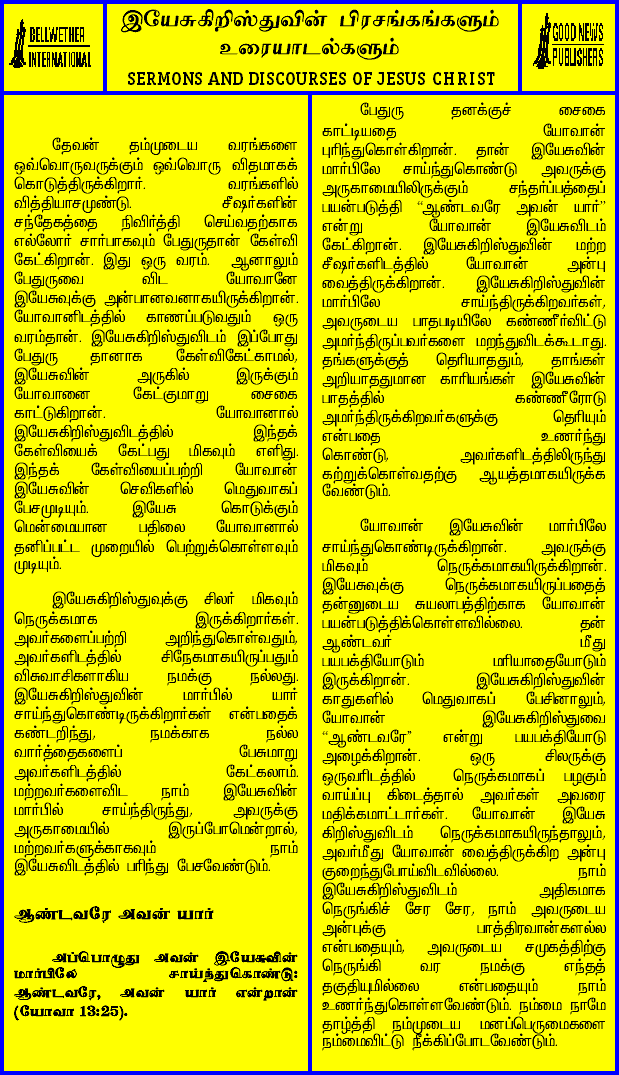 BELLWETHER
INTERNATIONAL
இயேசுகிறிஸ்துவின் பிரசங்கங்களும்
உரையாடல்களும்
SERMONS AND DISCOURSES OF JESUS CHRIST
GOOD NEWS
PUBLISHERS
தேவன் தம்முடைய வரங்களை
ஒவ்வொருவருக்கும் ஒவ்வொரு விதமாகக்
கொடுத்திருக்கிறார். வரங்களில்
வித்தியாசமுண்டு. சீஷர்களின்
சந்தேகத்தை நிவிர்த்தி செய்வதற்காக
எல்லோர் சார்பாகவும் பேதுருதான் கேள்வி
கேட்கிறான். இது ஒரு வரம். ஆனாலும்
பேதுருவை விட யோவானே
இயேசுவுக்கு அன்பானவனாகயிருக்கிறான்.
யோவானிடத்தில் காணப்படுவதும் ஒரு
வரம்தான். இயேசுகிறிஸ்துவிடம் இப்போது
பேதுரு தானாக கேள்விகேட்காமல்,
இயேசுவின் அருகில் இருக்கும்
யோவானை கேட்குமாறு சைகை
காட்டுகிறான். யோவானால்
இயேசுகிறிஸ்துவிடத்தில் இந்தக்
கேள்வியைக் கேட்பது மிகவும் எளிது.
இந்தக் கேள்வியைப்பற்றி யோவான்
இயேசுவின் செவிகளில் மெதுவாகப்
பேசமுடியும். இயேசு கொடுக்கும்
மென்மையான பதிலை யோவானால்
தனிப்பட்ட முறையில் பெற்றுக்கொள்ளவும்
முடியும்.
இயேசுகிறிஸ்துவுக்கு சிலர் மிகவும்
நெருக்கமாக இருக்கிறார்கள்.
அவர்களைப்பற்றி அறிந்துகொள்வதும்,
அவர்களிடத்தில் சிநேகமாகயிருப்பதும்
விசுவாசிகளாகிய நமக்கு நல்லது.
இயேசுகிறிஸ்துவின் மார்பில் யார்
சாய்ந்துகொண்டிருக்கிறார்கள் என்பதைக்
கண்டறிந்து, நமக்காக நல்ல
வார்த்தைகளைப் பேசுமாறு
அவர்களிடத்தில் கேட்கலாம்.
மற்றவர்களைவிட நாம் இயேசுவின்
மார்பில் சாய்ந்திருந்து, அவருக்கு
அருகாமையில் இருப்போமென்றால்,
மற்றவர்களுக்காகவும் நாம்
இயேசுவிடத்தில் பரிந்து பேசவேண்டும்.
ஆண்டவரே அவன் யார்
அப்பொழுது அவன் இயேசுவின்
மார்பிலே சாய்ந்துகொண்டு:
ஆண்டவரே, அவன் யார் என்றான்
(யோவா 13:25).
பேதுரு தனக்குச் சைகை
காட்டியதை யோவான்
புரிந்துகொள்கிறான். தான் இயேசுவின்
மார்பிலே சாய்ந்துகொண்டு அவருக்கு
அருகாமையிலிருக்கும் சந்தர்ப்பத்தைப்
பயன்படுத்தி “ஆண்டவரே அவன் யார்”
என்று யோவான் இயேசுவிடம்
கேட்கிறான். இயேசுகிறிஸ்துவின் மற்ற
சீஷர்களிடத்தில் யோவான் அன்பு
வைத்திருக்கிறான். இயேசுகிறிஸ்துவின்
மார்பிலே சாய்ந்திருக்கிறவர்கள்,
அவருடைய பாதபடியிலே கண்ணீர்விட்டு
அமர்ந்திருப்பவர்களை மறந்துவிடக்கூடாது.
தங்களுக்குத் தெரியாததும், தாங்கள்
அறியாததுமான காரியங்கள் இயேசுவின்
பாதத்தில் கண்ணீரோடு
அமர்ந்திருக்கிறவர்களுக்கு தெரியும்
என்பதை உணர்ந்து
கொண்டு, அவர்களிடத்திலிருந்து
கற்றுக்கொள்வதற்கு ஆயத்தமாகயிருக்க
வேண்டும்.
யோவான் இயேசுவின் மார்பிலே
சாய்ந்துகொண்டிருக்கிறான். அவருக்கு
மிகவும் நெருக்கமாகயிருக்கிறான்.
இயேசுவுக்கு நெருக்கமாகயிருப்பதைத்
தன்னுடைய சுயலாபத்திற்காக யோவான்
பயன்படுத்திக்கொள்ளவில்லை. தன்
ஆண்டவர் மீது
பயபக்தியோடும் மரியாதையோடும்
இருக்கிறான். இயேசுகிறிஸ்துவின்
காதுகளில் மெதுவாகப் பேசினாலும்,
யோவான் இயேசுகிறிஸ்துவை
“ஆண்டவரே” என்று பயபக்தியோடு
அழைக்கிறான். ஒரு சிலருக்கு
ஒருவரிடத்தில் நெருக்கமாகப் பழகும்
வாய்ப்பு கிடைத்தால் அவர்கள் அவரை
மதிக்கமாட்டார்கள். யோவான் இயேசு
கிறிஸ்துவிடம் நெருக்கமாகயிருந்தாலும்,
அவர்மீது யோவான் வைத்திருக்கிற அன்பு
குறைந்துபோய்விடவில்லை. நாம்
இயேசுகிறிஸ்துவிடம் அதிகமாக
நெருங்கிச் சேர சேர, நாம் அவருடைய
அன்புக்கு பாத்திரவான்களல்ல
என்பதையும், அவருடைய சமுகத்திற்கு
நெருங்கி வர நமக்கு எந்தத்
தகுதியுமில்லை என்பதையும் நாம்
உணர்ந்துகொள்ளவேண்டும். நம்மை நாமே
தாழ்த்தி நம்முடைய மனப்பெருமைகளை
நம்மைவிட்டு நீக்கிப்போடவேண்டும்.